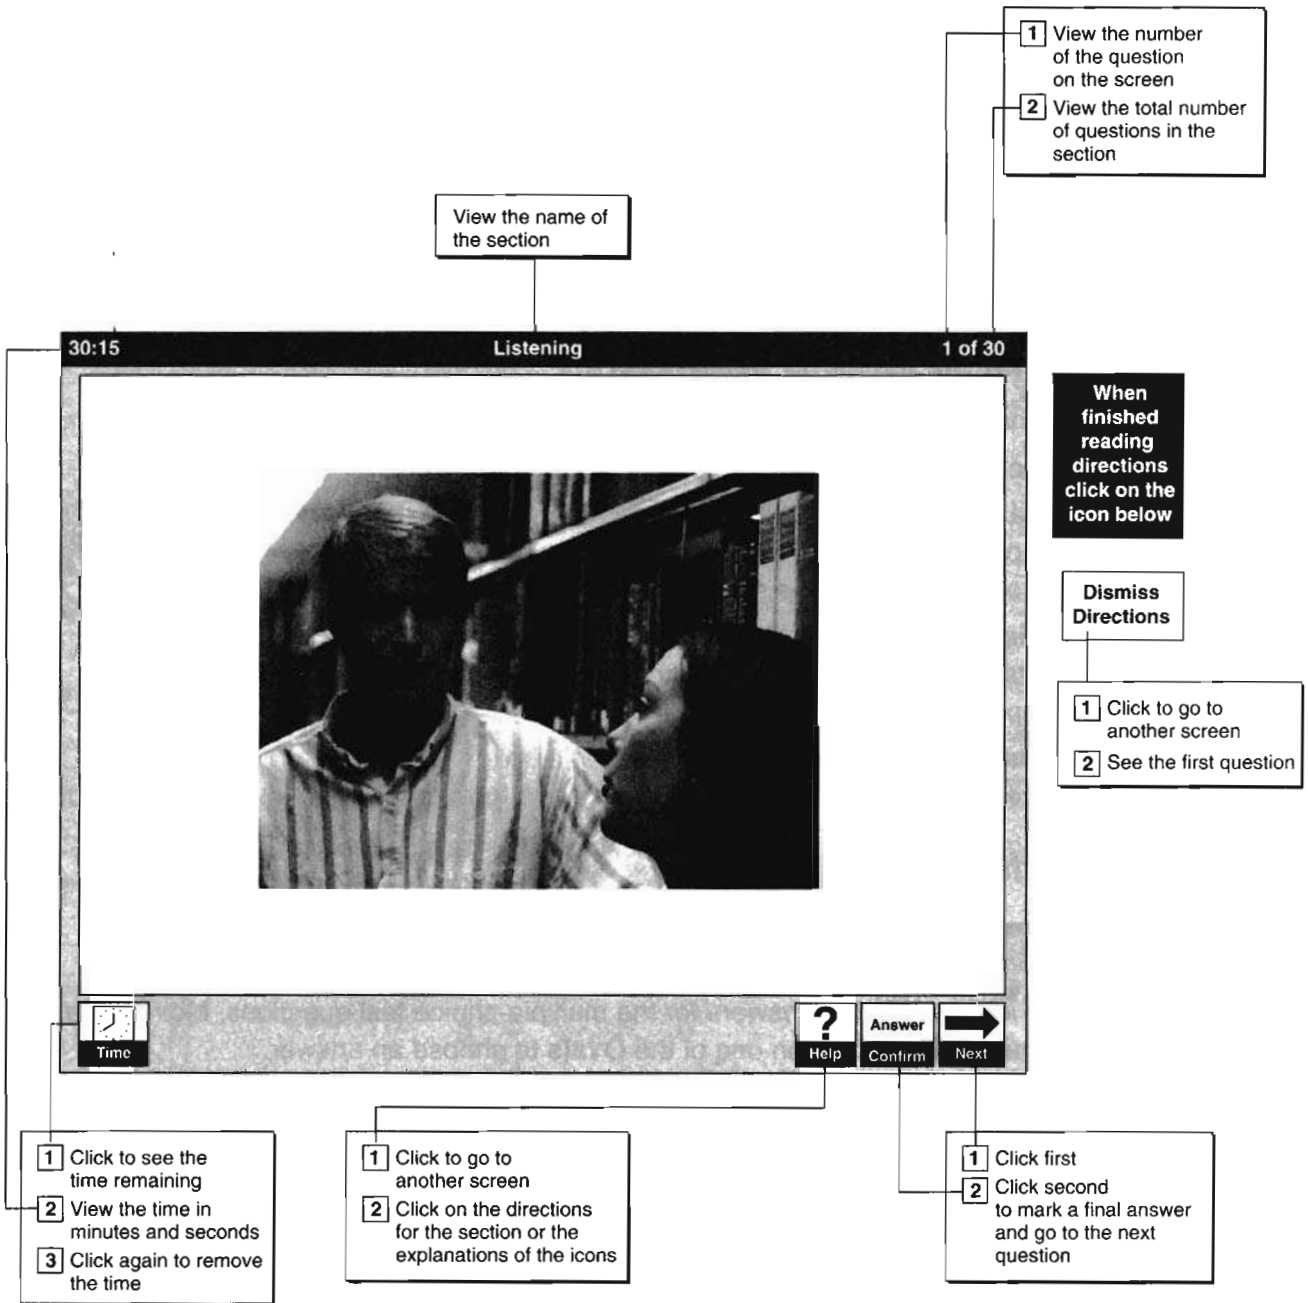 1 View the number
of the question
on the screen
2 View the total number
of questions in the
section
View the name of
the section
30:15 Listening 1 of 30
When
finished
reading
directions
click on the
icon below
Dismiss
Directions
1 Click to go to
another screen
2 See the first question
Time
?
Help
Answer
Confirm
Next
1 Click to see the
time remaining
2 View the time in
minutes and seconds
3 Click again to remove
the time
1 Click to go to
another screen
2 Click on the directions
for the section or the
explanations of the icons
1 Click first
2 Click second
to mark a final answer
and go to the next
question